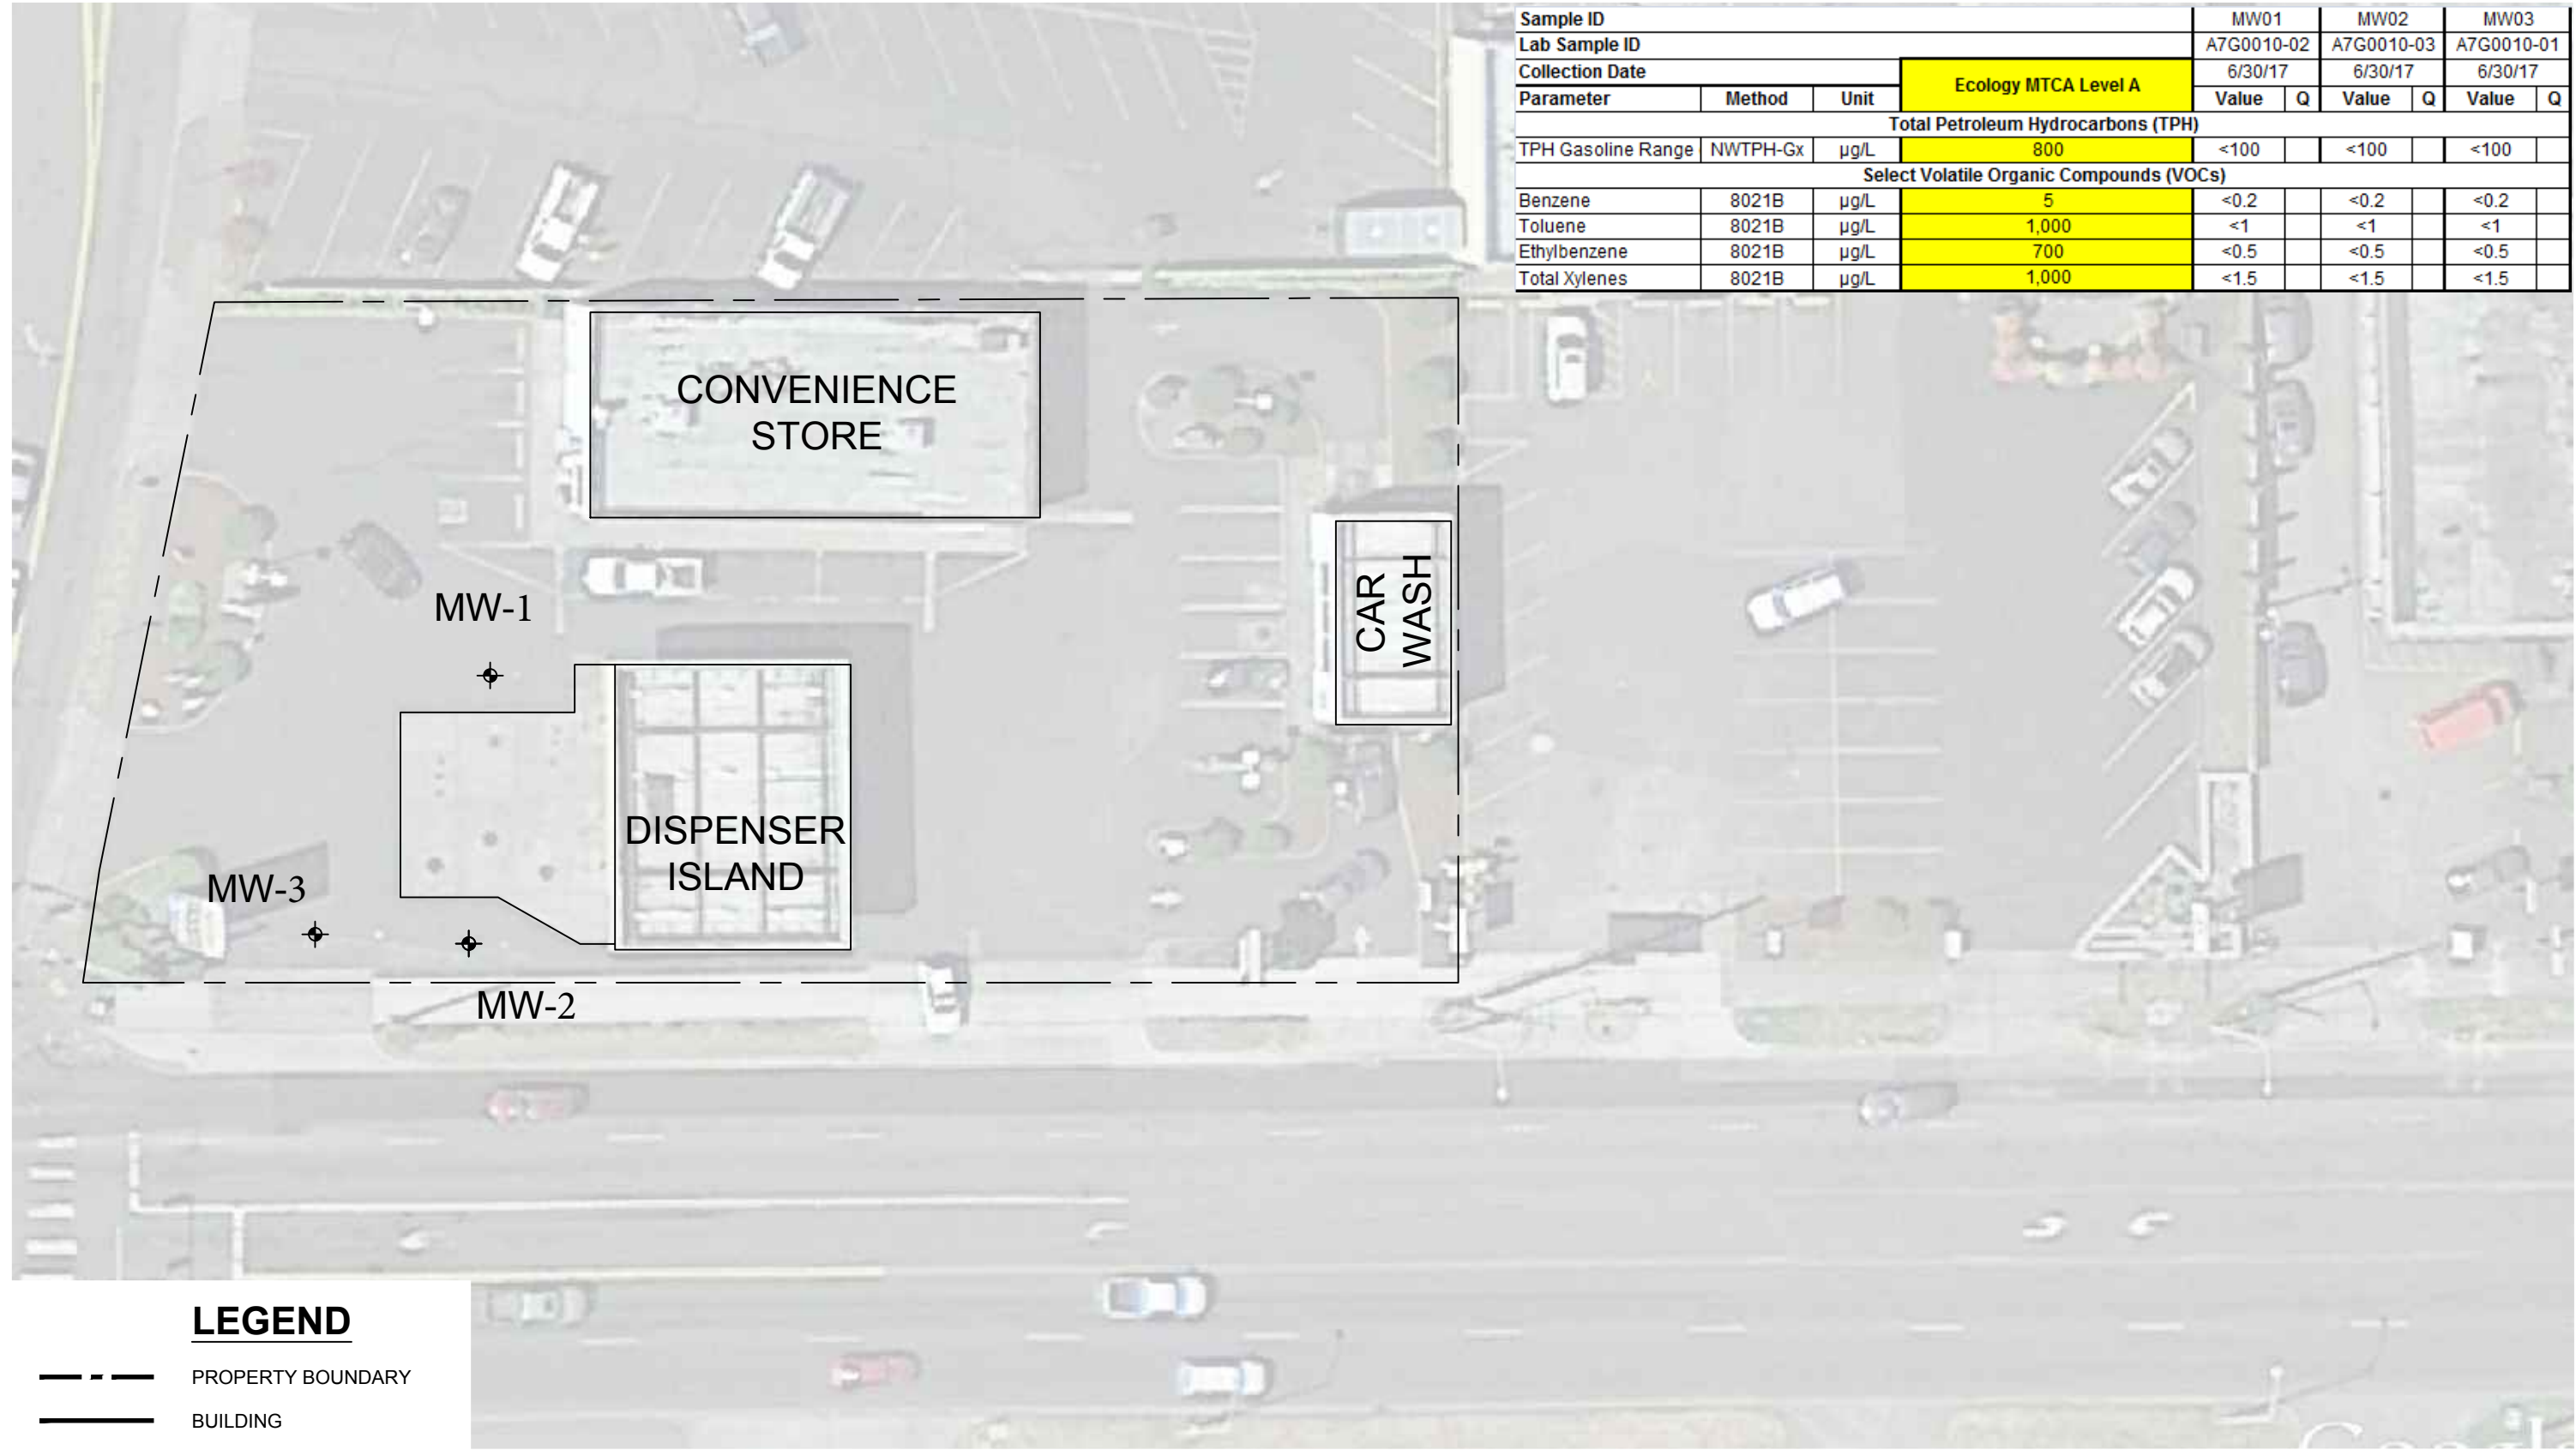 Sample ID MW01 MW02 MW03
Lab Sample ID A7G0010-02 A7G0010-03 A7G0010-01
Collection Date Ecology MTCA Level A 6/30/17 6/30/17 6/30/17
Parameter Method Unit Value Q Value Q Value Q
Total Petroleum Hydrocarbons (TPH)
TPH Gasoline Range NWTPH-Gx µg/L 800 <100 <100 <100
Select Volatile Organic Compounds (VOCs)
Benzene 8021B µg/L 5 <0.2 <0.2 <0.2
Toluene 8021B µg/L 1,000 <1 <1 <1
Ethylbenzene 8021B µg/L 700 <0.5 <0.5 <0.5
Total Xylenes 8021B µg/L 1,000 <1.5 <1.5 <1.5
CONVENIENCE
STORE
CAR
WASH
MW-1
DISPENSER
ISLAND
MW-3
MW-2
LEGEND
PROPERTY BOUNDARY
BUILDING